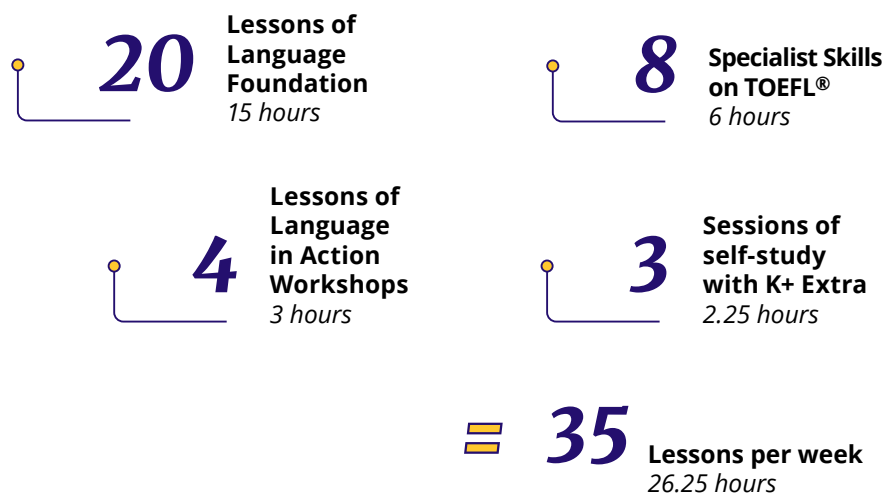 20
Lessons of
Language
Foundation
15 hours
8
Specialist Skills
on TOEFL®
6 hours
4
Lessons of
Language
in Action
Workshops
3 hours
3
Sessions of
self-study
with K+ Extra
2.25 hours
= 35
Lessons per week
26.25 hours